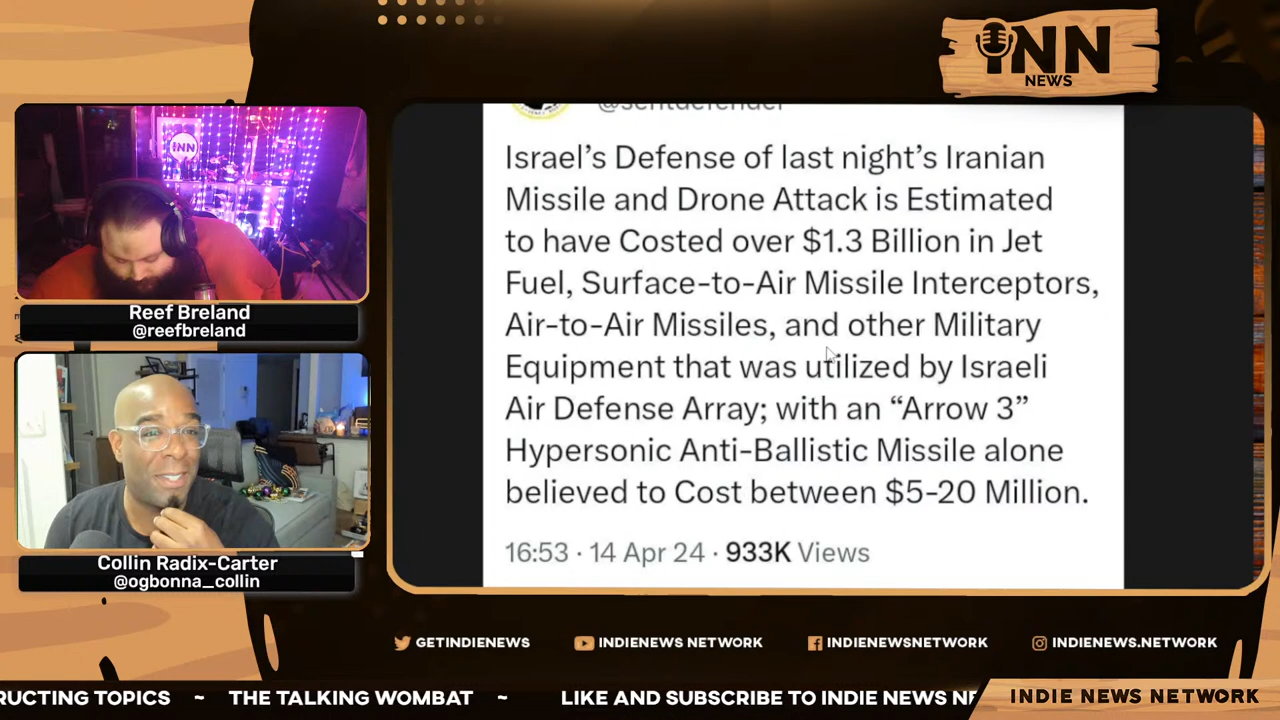 INN
NEWS
@sentdefender
Israel’s Defense of last night’s Iranian
Missile and Drone Attack is Estimated
to have Costed over $1.3 Billion in Jet
Fuel, Surface-to-Air Missile Interceptors,
Air-to-Air Missiles, and other Military
Equipment that was utilized by Israeli
Air Defense Array; with an “Arrow 3”
Hypersonic Anti-Ballistic Missile alone
believed to Cost between $5-20 Million.
16:53 · 14 Apr 24 · 933K Views
INN
Reef Breland
@reefbreland
Collin Radix-Carter
@ogbonna_collin
GETINDIENEWS
INDIENEWS NETWORK
INDIENEWSNETWORK
INDIENEWS.NETWORK
RUCTING TOPICS ~ THE TALKING WOMBAT ~ LIKE AND SUBSCRIBE TO INDIE NEWS NE
INDIE NEWS NETWORK